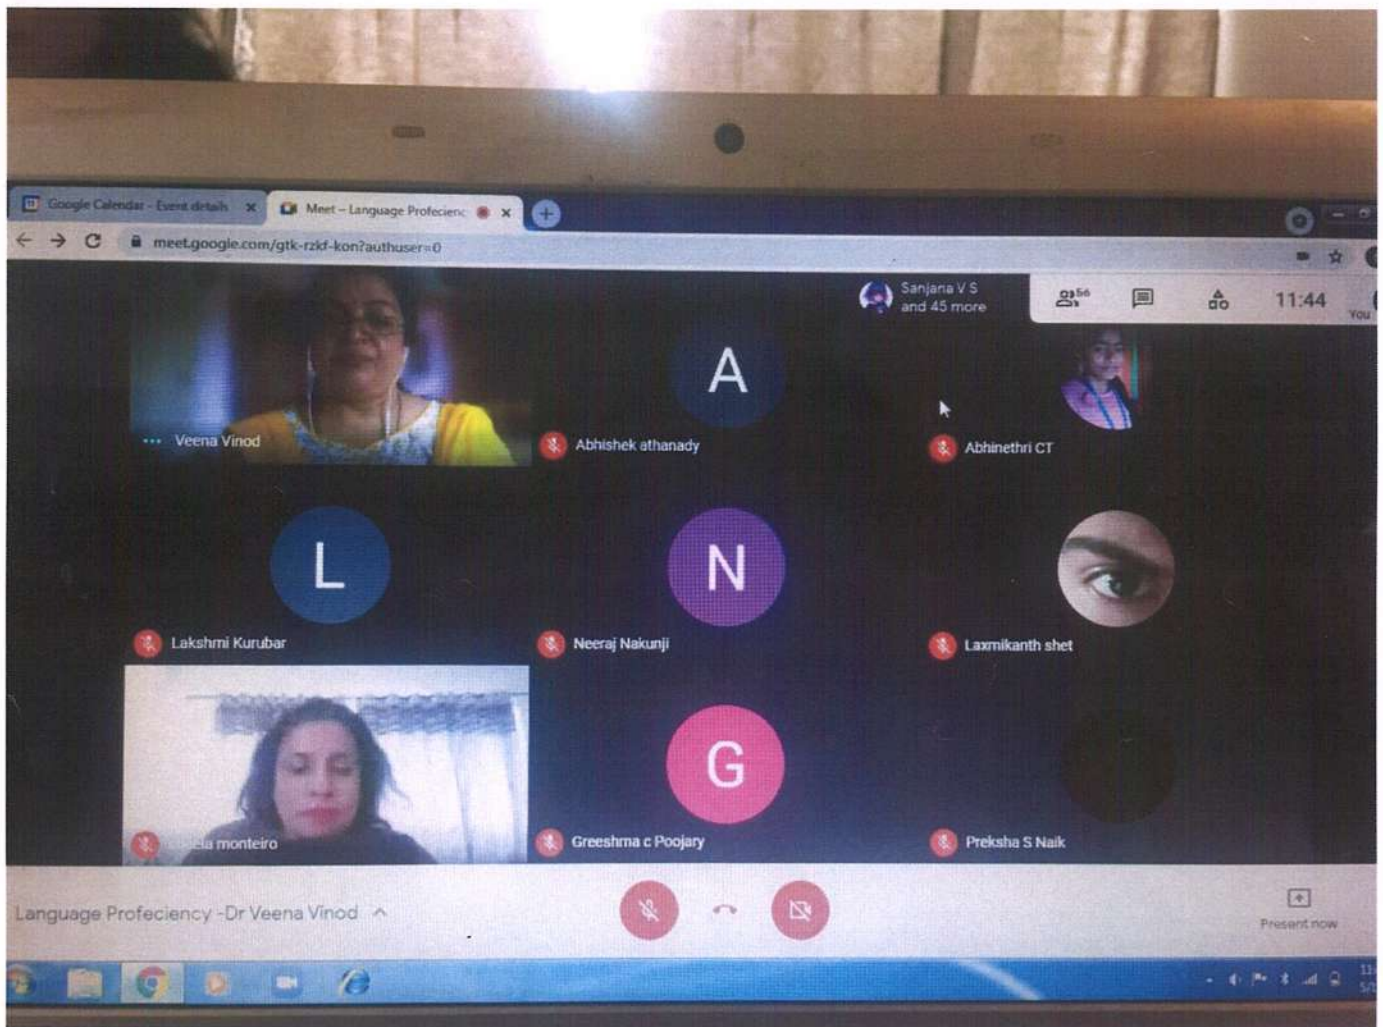 Google Calendar - Event details
Meet – Language Profecienc
meet.google.com/gtk-rzkf-kon?authuser=0
Sanjana V S
and 45 more
56
11:44
You
Veena Vinod
A
Abhishek athanady
Abhinethri CT
L
Lakshmi Kurubar
N
Neeraj Nakunji
Laxmikanth shet
monteiro
G
Greeshma c Poojary
Preksha S Naik
Language Profeciency -Dr Veena Vinod
Present now